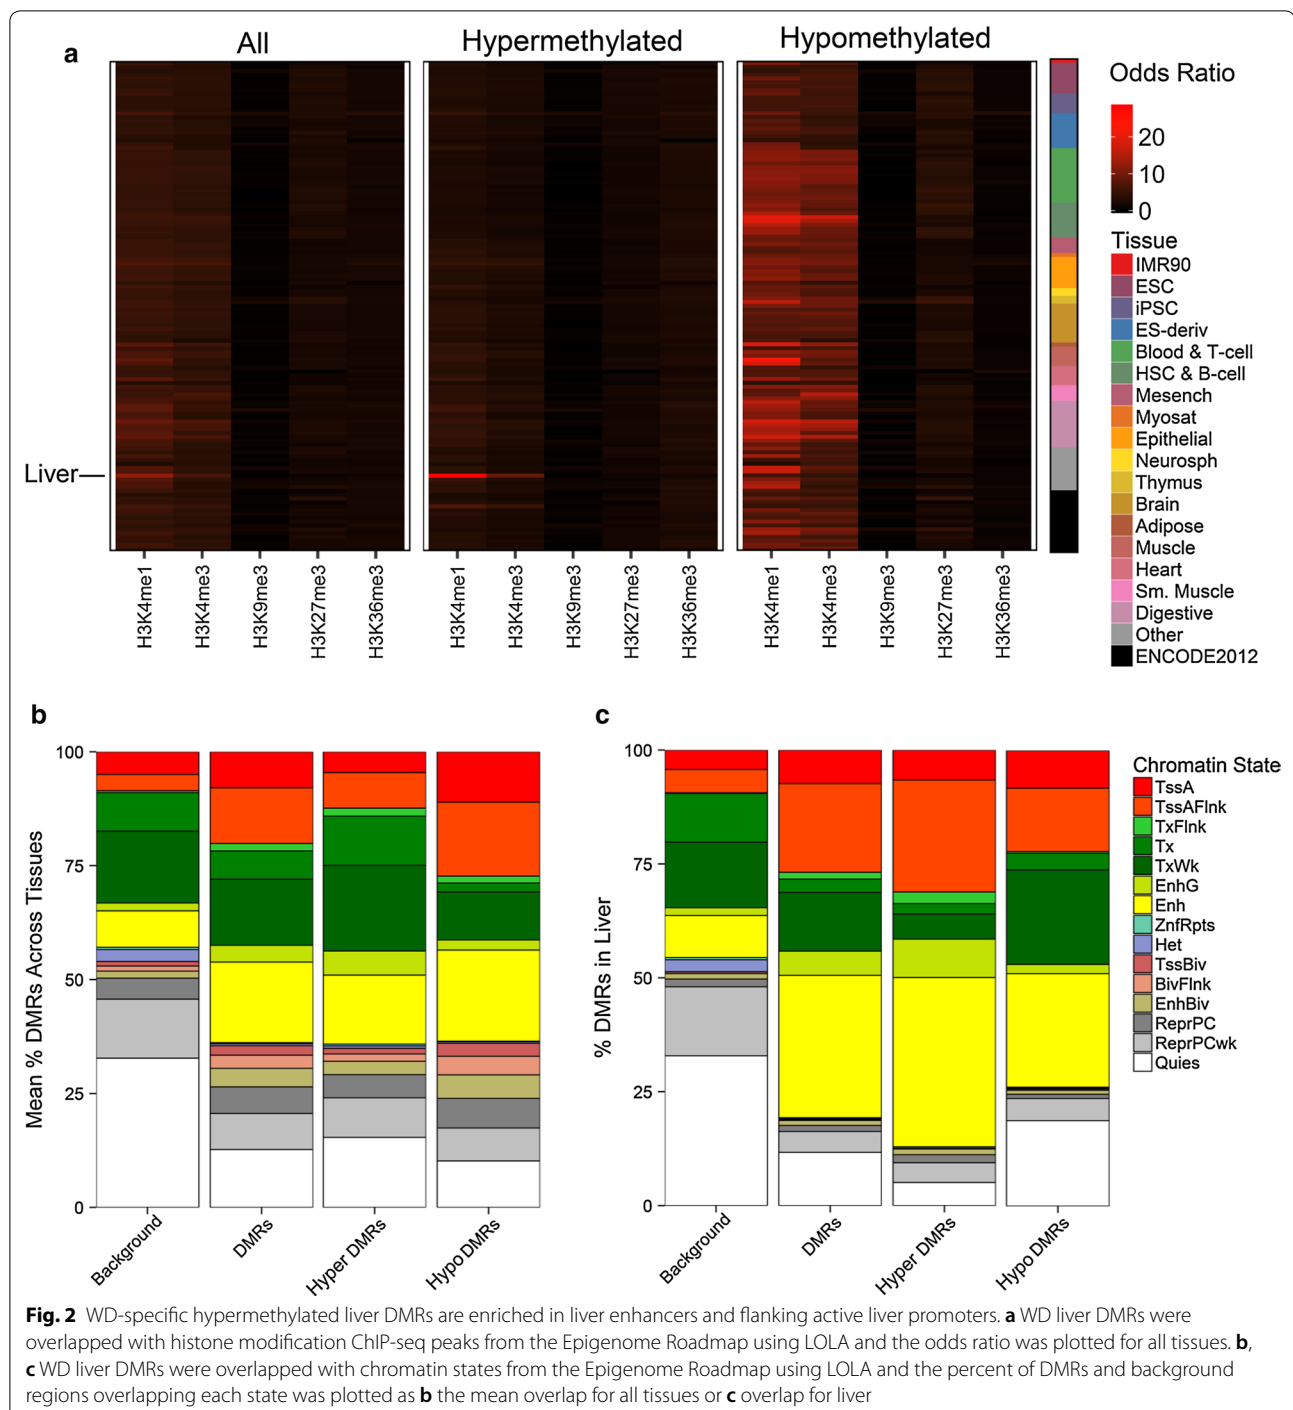 a
All
Hypermethylated
Hypomethylated
Liver
H3K4me1
H3K4me3
H3K9me3
H3K27me3
H3K36me3
H3K4me1
H3K4me3
H3K9me3
H3K27me3
H3K36me3
H3K4me1
H3K4me3
H3K9me3
H3K27me3
H3K36me3
Odds Ratio
20
10
0
Tissue
IMR90
ESC
iPSC
ES-deriv
Blood & T-cell
HSC & B-cell
Mesench
Myosat
Epithelial
Neurosph
Thymus
Brain
Adipose
Muscle
Heart
Sm. Muscle
Digestive
Other
ENCODE2012
b
Mean % DMRs Across Tissues
100
75
50
25
0
Background
DMRs
Hyper DMRs
Hypo DMRs
c
% DMRs in Liver
100
75
50
25
0
Background
DMRs
Hyper DMRs
Hypo DMRs
Chromatin State
TssA
TssAFlnk
TxFlnk
Tx
TxWk
EnhG
Enh
ZnfRpts
Het
TssBiv
BivFlnk
EnhBiv
ReprPC
ReprPCwk
Quies
Fig. 2 WD-specific hypermethylated liver DMRs are enriched in liver enhancers and flanking active liver promoters. a WD liver DMRs were
overlapped with histone modification ChIP-seq peaks from the Epigenome Roadmap using LOLA and the odds ratio was plotted for all tissues. b,
c WD liver DMRs were overlapped with chromatin states from the Epigenome Roadmap using LOLA and the percent of DMRs and background
regions overlapping each state was plotted as b the mean overlap for all tissues or c overlap for liver